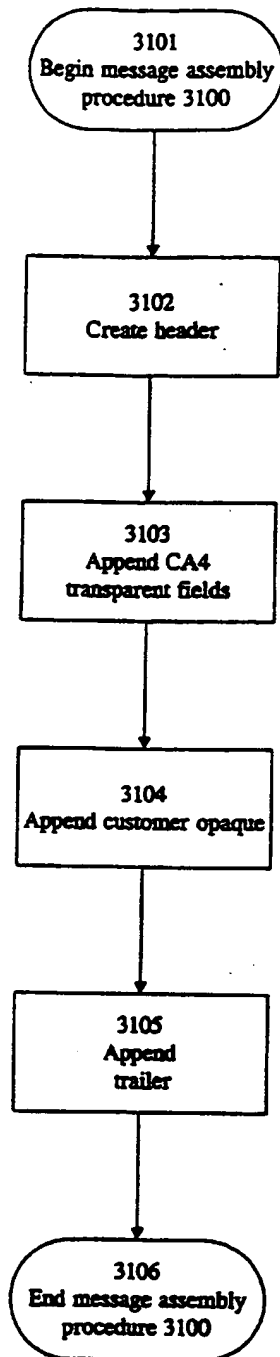 3101
Begin message assembly
procedure 3100
3102
Create header
3103
Append CA4
transparent fields
3104
Append customer opaque
3105
Append
trailer
3106
End message assembly
procedure 3100